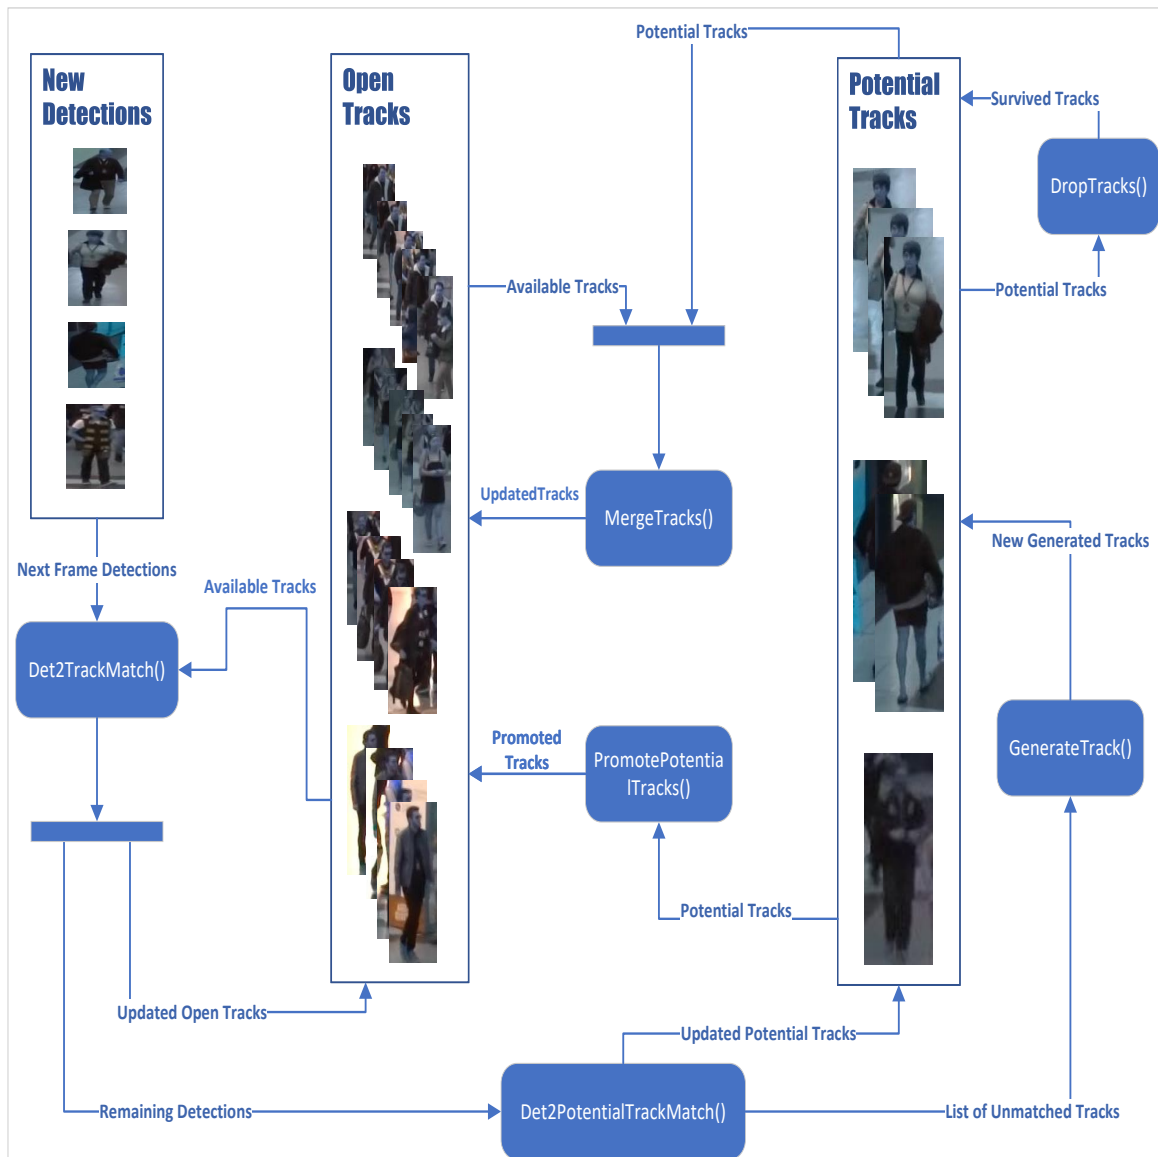 Potential Tracks
New
Detections
Open
Tracks
Potential
Tracks
Survived Tracks
DropTracks()
Available Tracks
Potential Tracks
UpdatedTracks
MergeTracks()
New Generated Tracks
Next Frame Detections
Available Tracks
Det2TrackMatch()
Promoted
Tracks
PromotePotentia
lTracks()
GenerateTrack()
Potential Tracks
Updated Open Tracks
Updated Potential Tracks
Remaining Detections
Det2PotentialTrackMatch()
List of Unmatched Tracks